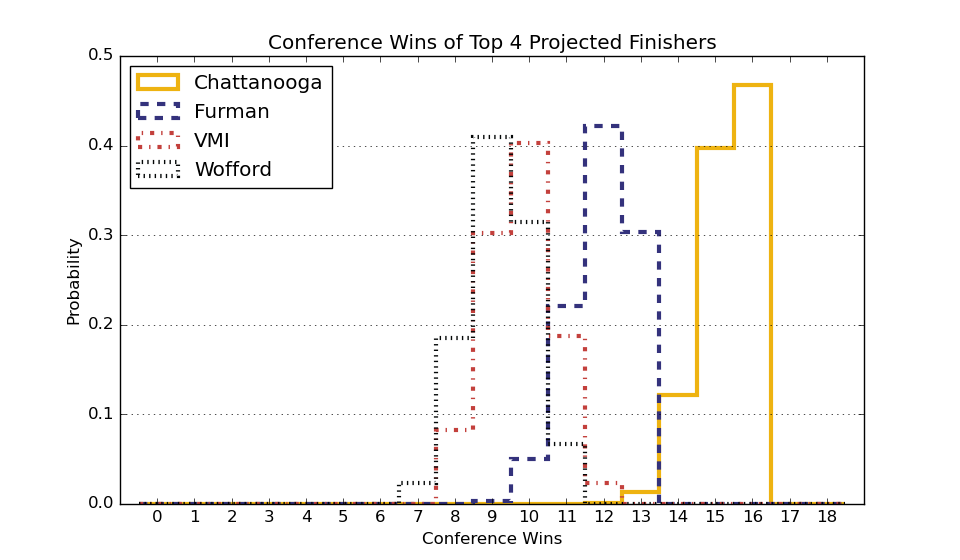 Conference Wins of Top 4 Projected Finishers
0.5
0.4
0.3
0.2
0.1
0.0
Probability
Chattanooga
Furman
VMI
Wofford
0 1 2 3 4 5 6 7 8 9 10 11 12 13 14 15 16 17 18
Conference Wins